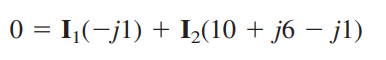 0 = I₁(−j1) + I₂(10 + j6 − j1)